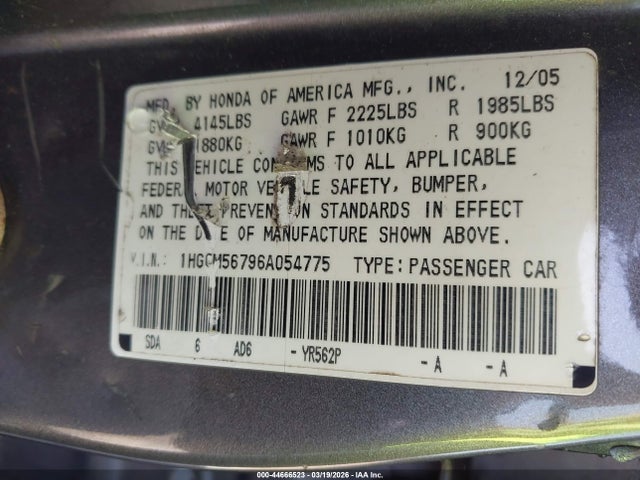 MFD. BY HONDA OF AMERICA MFG., INC. 12/05
4145LBS GAWR F 2225LBS R 1985LBS
1880KG GAWR F 1010KG R 900KG
THIS VEHICLE TO ALL APPLICABLE
FEDERAL MOTOR SAFETY, BUMPER,
AND THEFT PREVENTION STANDARDS IN EFFECT
ON THE DATE OF MANUFACTURE SHOWN ABOVE.
V.I.N.: 1HGCM56796A054775 TYPE: PASSENGER CAR
SDA 6 AD6 - YR562P - A - A
000-44666523 - 03/19/2026 - IAA Inc.